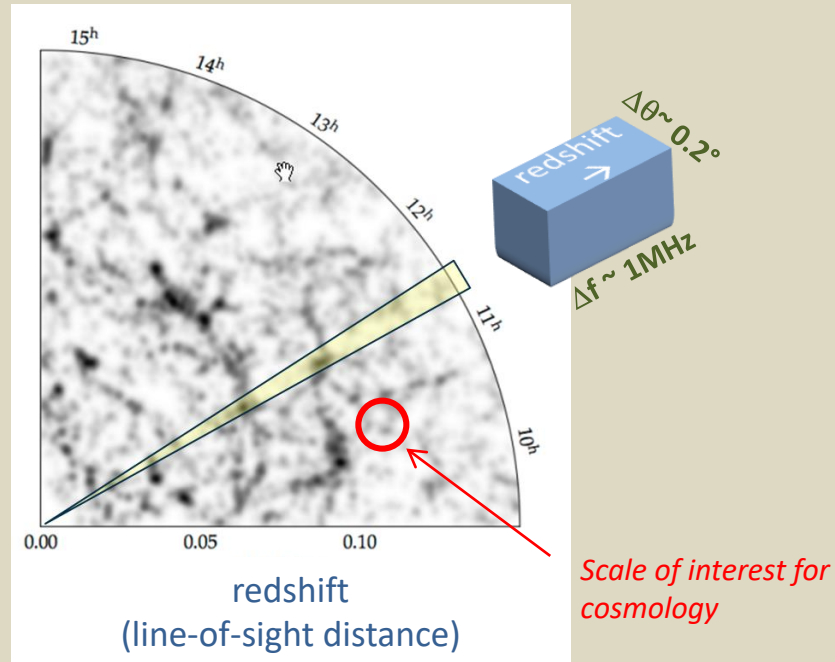 15ʰ
14ʰ
13ʰ
12ʰ
11ʰ
10ʰ
Δθ~ 0.2°
redshift
Δf ~ 1MHz
0.00 0.05 0.10
redshift
(line-of-sight distance)
Scale of interest for
cosmology